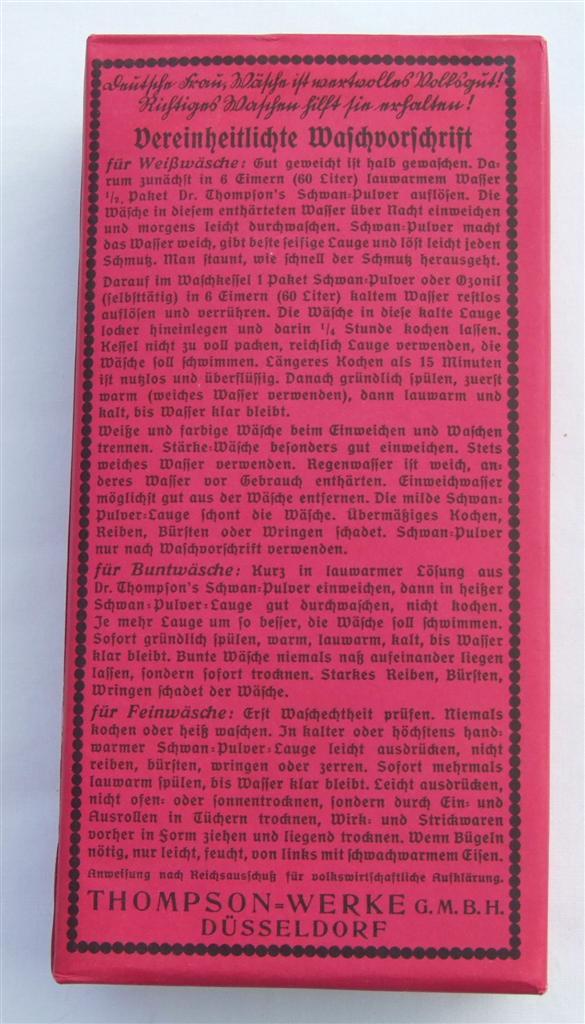 Deutsche Frau, Wäsche ist wertvolles Volksgut!
Richtiges Waschen hilft sie erhalten!
Vereinheitlichte Waschvorschrift
für Weißwäsche: Gut geweicht ist halb gewaschen. Da⸗
rum zunächst in 6 Eimern (60 Liter) lauwarmem Wasser
1/2 Paket Dr. Thompson's Schwan⸗Pulver auflösen. Die
Wäsche in diesem enthärteten Wasser über Nacht einweichen
und morgens leicht durchwaschen. Schwan⸗Pulver macht
das Wasser weich, gibt beste seifige Lauge und löst leicht jeden
Schmutz. Man staunt, wie schnell der Schmutz herausgeht.
Darauf im Waschkessel 1 Paket Schwan⸗Pulver oder Ozonil
(selbsttätig) in 6 Eimern (60 Liter) kaltem Wasser restlos
auflösen und verrühren. Die Wäsche in diese kalte Lauge
locker hineinlegen und darin 1/4 Stunde kochen lassen.
Kessel nicht zu voll packen, reichlich Lauge verwenden, die
Wäsche soll schwimmen. Längeres Kochen als 15 Minuten
ist nutzlos und überflüssig. Danach gründlich spülen, zuerst
warm (weiches Wasser verwenden), dann lauwarm und
kalt, bis Wasser klar bleibt.
Weiße und farbige Wäsche beim Einweichen und Waschen
trennen. Stärke⸗Wäsche besonders gut einweichen. Stets
weiches Wasser verwenden. Regenwasser ist weich, an⸗
deres Wasser vor Gebrauch enthärten. Einweichwasser
möglichst gut aus der Wäsche entfernen. Die milde Schwan⸗
Pulver⸗Lauge schont die Wäsche. Übermäßiges Kochen,
Reiben, Bürsten oder Wringen schadet. Schwan⸗Pulver
nur nach Waschvorschrift verwenden.
für Buntwäsche: Kurz in lauwarmer Lösung aus
Dr. Thompson's Schwan⸗Pulver einweichen, dann in heißer
Schwan⸗Pulver⸗Lauge gut durchwaschen, nicht kochen.
Je mehr Lauge um so besser, die Wäsche soll schwimmen.
Sofort gründlich spülen, warm, lauwarm, kalt, bis Wasser
klar bleibt. Bunte Wäsche niemals naß aufeinander liegen
lassen, sondern sofort trocknen. Starkes Reiben, Bürsten,
Wringen schadet der Wäsche.
für Feinwäsche: Erst Waschechtheit prüfen. Niemals
kochen oder heiß waschen. In kalter oder höchstens hand⸗
warmer Schwan⸗Pulver⸗Lauge leicht ausdrücken, nicht
reiben, bürsten, wringen oder zerren. Sofort mehrmals
lauwarm spülen, bis Wasser klar bleibt. Leicht ausdrücken,
nicht ofen⸗ oder sonnentrocknen, sondern durch Ein⸗ und
Ausrollen in Tüchern trocknen, Wirk⸗ und Strickwaren
vorher in Form ziehen und liegend trocknen. Wenn Bügeln
nötig, nur leicht, feucht, von links mit schwachwarmem Eisen.
Anweisung nach Reichsausschuß für volkswirtschaftliche Aufklärung.
THOMPSON=WERKE G.M.B.H.
DÜSSELDORF